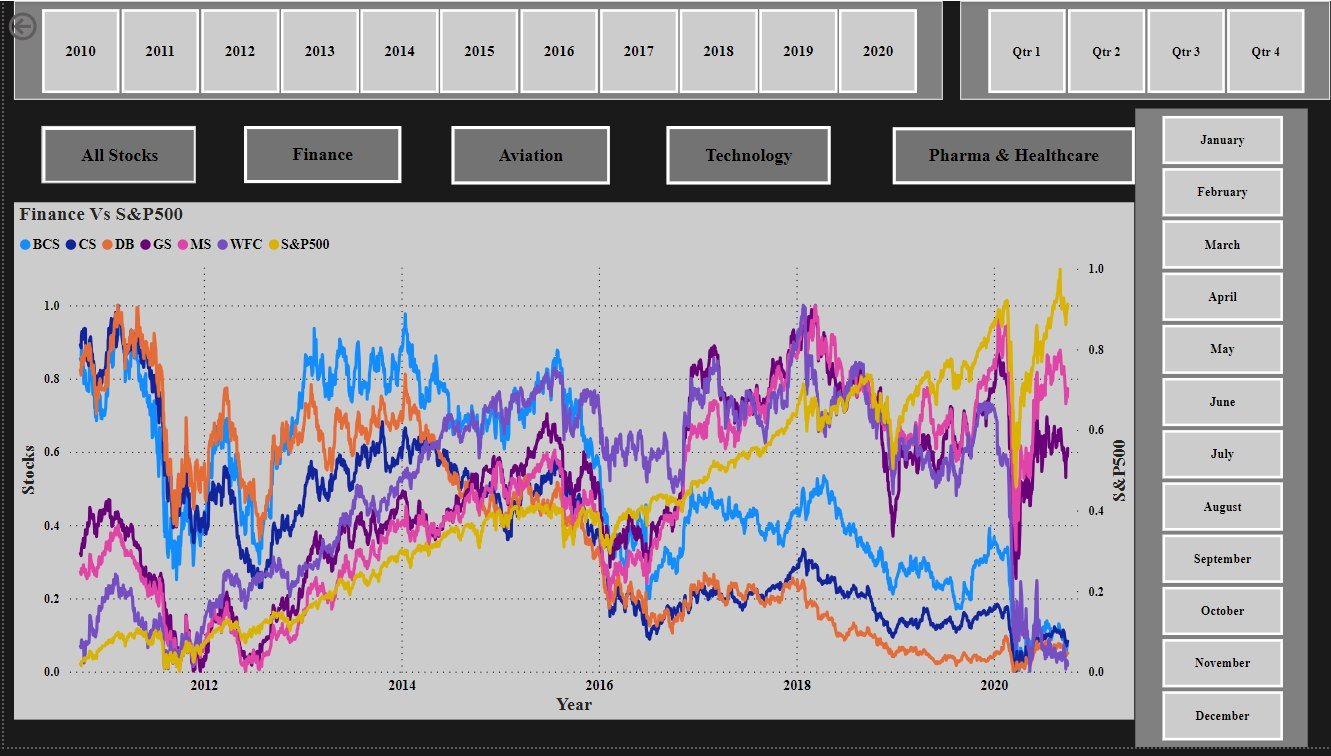 2010 2011 2012 2013 2014 2015 2016 2017 2018 2019 2020
Qtr 1 Qtr 2 Qtr 3 Qtr 4
All Stocks Finance Aviation Technology Pharma & Healthcare
January
February
March
April
May
June
July
August
September
October
November
December
Finance Vs S&P500
BCS CS DB GS MS WFC S&P500
1.0
0.8
0.6
0.4
0.2
0.0
Stocks
1.0
0.8
0.6
0.4
0.2
0.0
S&P500
2012 2014 2016 2018 2020
Year